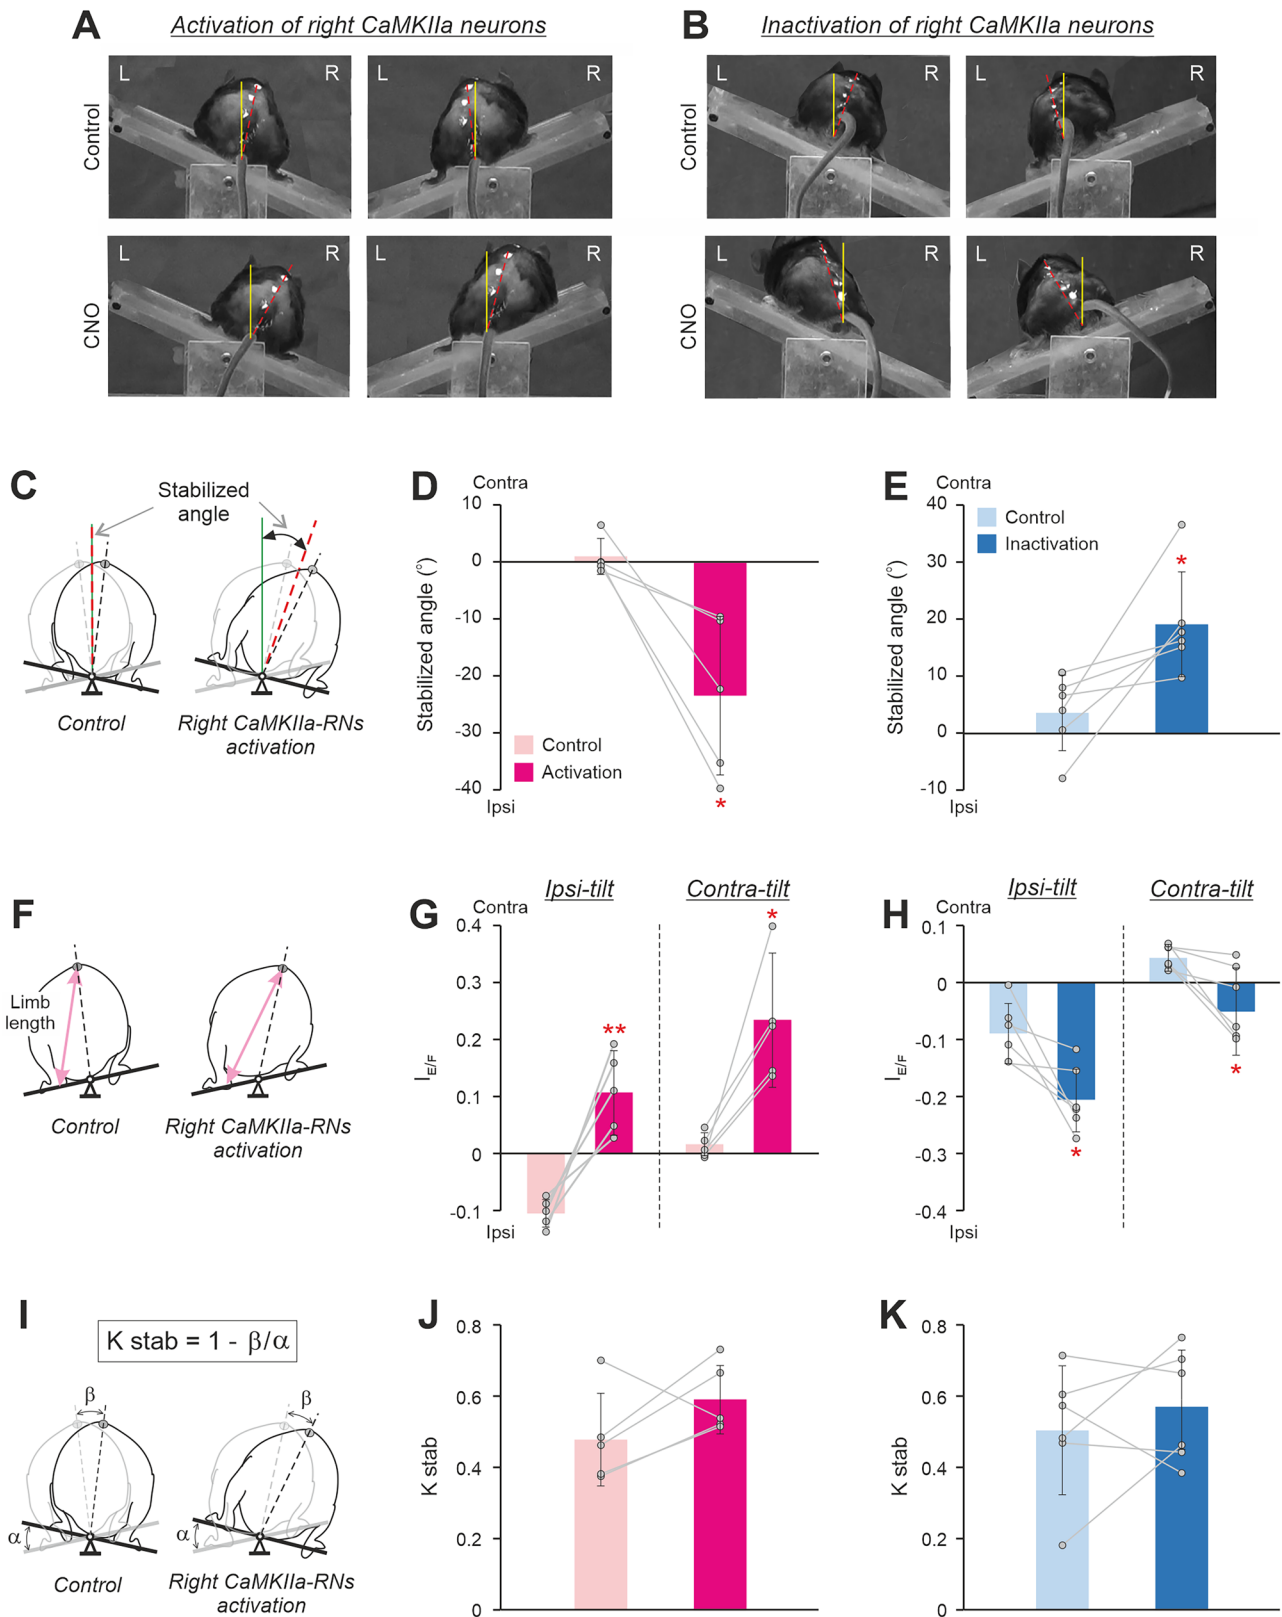 A
Activation of right CaMKIIa neurons
B
Inactivation of right CaMKIIa neurons
Control
L
R
L
R
Control
L
R
L
R
CNO
L
R
L
R
CNO
L
R
L
R
C
Stabilized
angle
Control
Right CaMKIIa-RNs
activation
D
Contra
Stabilized angle (°)
10
0
-10
-20
-30
-40
Ipsi
Control
Activation
*
E
Contra
Stabilized angle (°)
40
30
20
10
0
-10
Ipsi
Control
Inactivation
*
F
Limb
length
Control
Right CaMKIIa-RNs
activation
G
Contra
Ipsi-tilt
Contra-tilt
I E/F
0.4
0.3
0.2
0.1
0
-0.1
Ipsi
**
*
H
Contra
Ipsi-tilt
Contra-tilt
I E/F
0.1
0
-0.1
-0.2
-0.3
-0.4
Ipsi
*
*
I
K stab = 1 - β/α
β
β
α
α
Control
Right CaMKIIa-RNs
activation
J
K stab
0.8
0.6
0.4
0.2
0
K
K stab
0.8
0.6
0.4
0.2
0